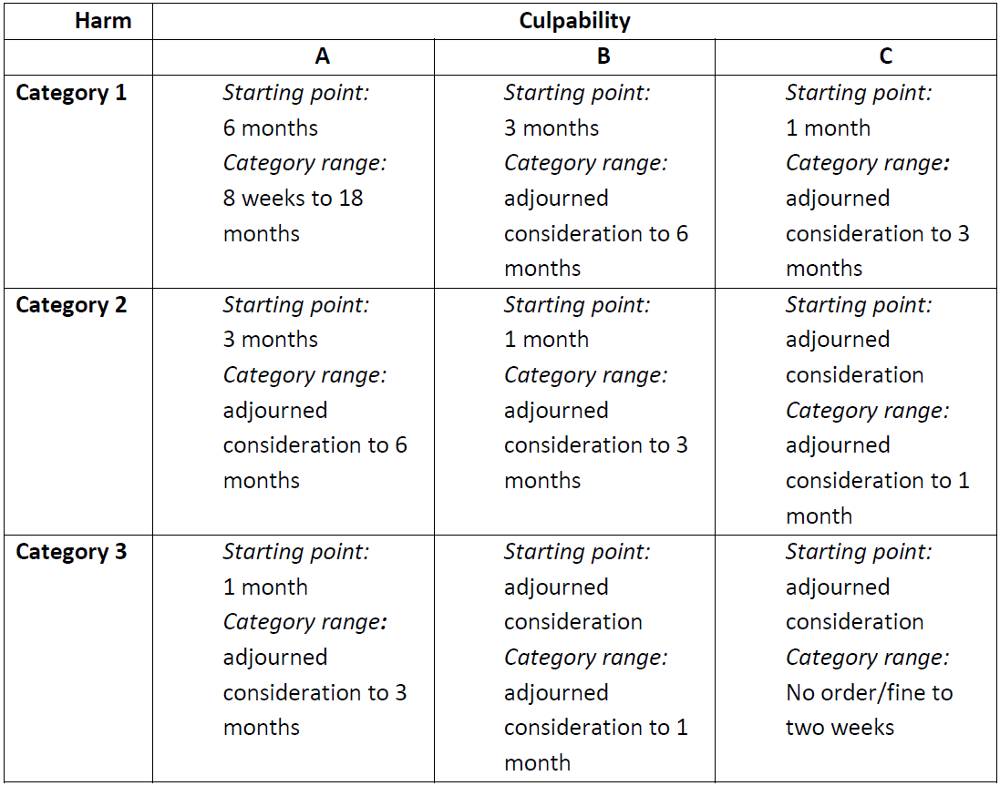 Harm
Culpability
A
B
C
Category 1
Starting point:
6 months
Category range:
8 weeks to 18
months
Starting point:
3 months
Category range:
adjourned
consideration to 6
months
Starting point:
1 month
Category range:
adjourned
consideration to 3
months
Category 2
Starting point:
3 months
Category range:
adjourned
consideration to 6
months
Starting point:
1 month
Category range:
adjourned
consideration to 3
months
Starting point:
adjourned
consideration
Category range:
adjourned
consideration to 1
month
Category 3
Starting point:
1 month
Category range:
adjourned
consideration to 3
months
Starting point:
adjourned
consideration
Category range:
adjourned
consideration to 1
month
Starting point:
adjourned
consideration
Category range:
No order/fine to
two weeks